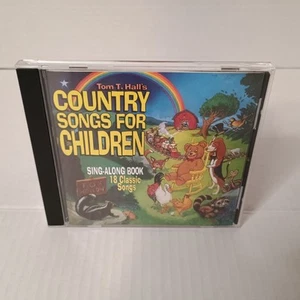 Tom T. Hall's
COUNTRY
SONGS FOR
CHILDREN
SING-ALONG BOOK
18 Classic
Songs